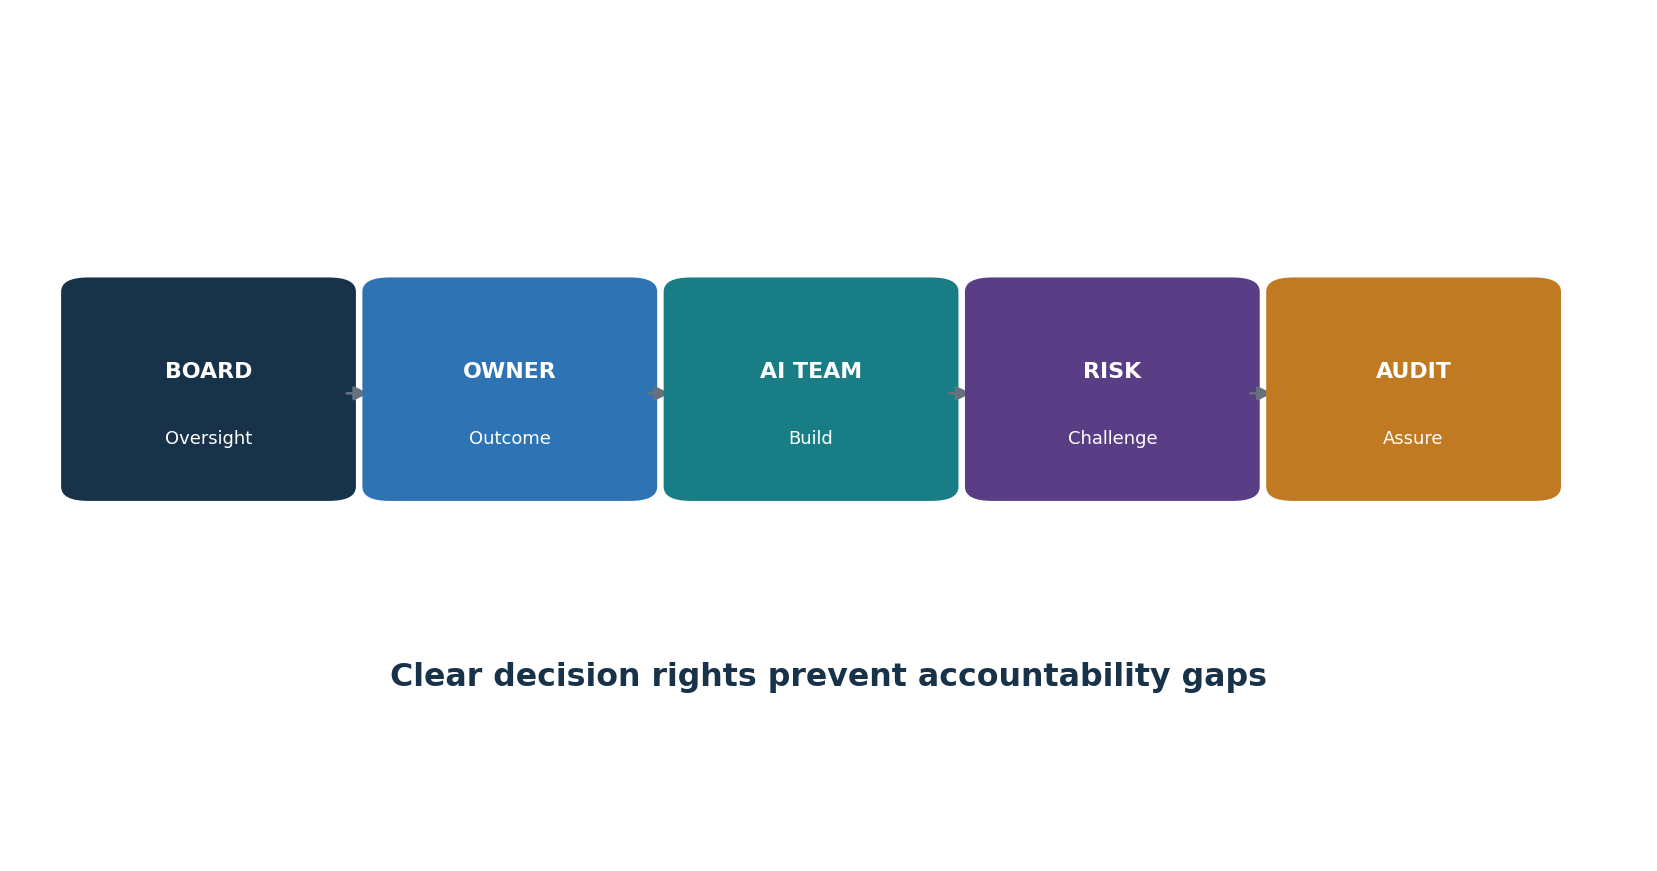 BOARD
Oversight
OWNER
Outcome
AI TEAM
Build
RISK
Challenge
AUDIT
Assure
Clear decision rights prevent accountability gaps